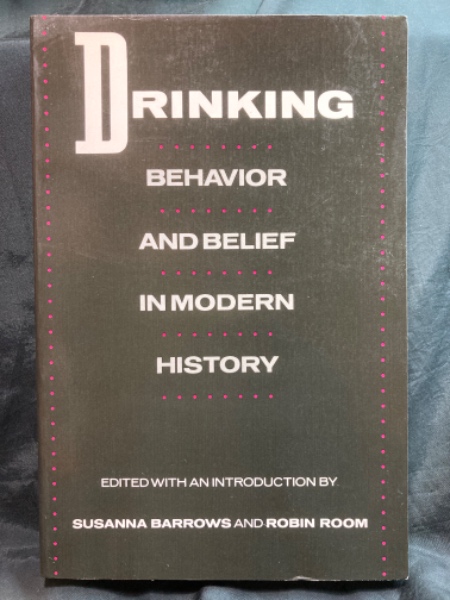 DRINKING
BEHAVIOR
AND BELIEF
IN MODERN
HISTORY
EDITED WITH AN INTRODUCTION BY
SUSANNA BARROWS AND ROBIN ROOM